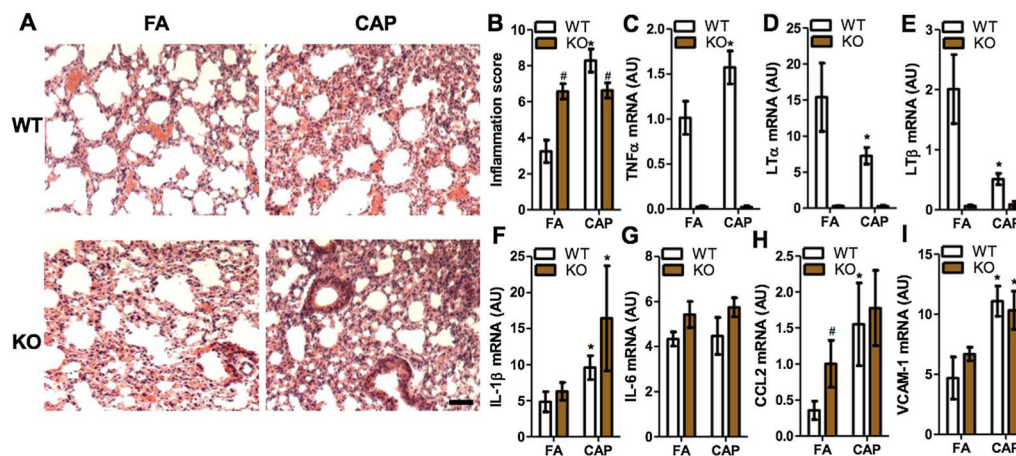 A
FA
CAP
WT
KO
B
WT
KO
Inflammation score
10
8
6
4
2
0
#
*
#
FA
CAP
C
WT
KO
TNFα mRNA (AU)
2.0
1.5
1.0
0.5
0.0
*
FA
CAP
D
WT
KO
LTα mRNA (AU)
25
20
15
10
5
0
*
FA
CAP
E
WT
KO
LTβ mRNA (AU)
3
2
1
0
*
FA
CAP
F
WT
KO
IL-1β mRNA (AU)
25
20
15
10
5
0
*
*
FA
CAP
G
WT
KO
IL-6 mRNA (AU)
8
6
4
2
0
FA
CAP
H
WT
KO
CCL2 mRNA (AU)
2.5
2.0
1.5
1.0
0.5
0.0
#
*
FA
CAP
I
WT
KO
VCAM-1 mRNA (AU)
15
10
5
0
*
*
FA
CAP